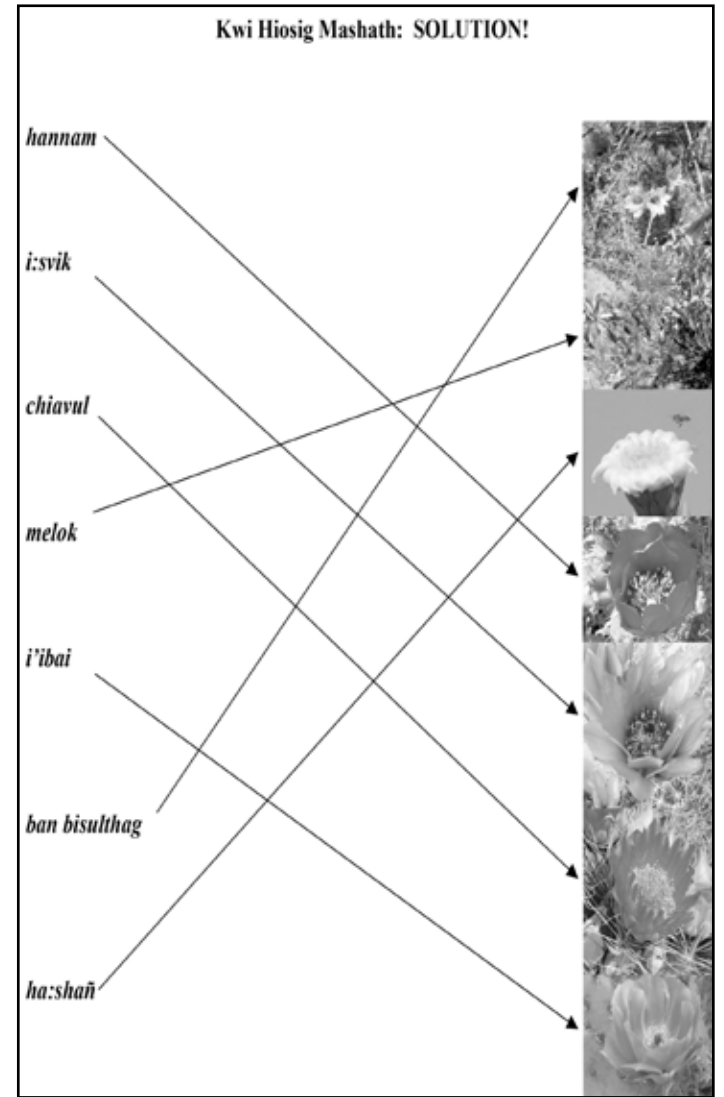 Kwi Hiosig Mashath: SOLUTION!
hannam
i:svik
chiavul
melok
i’ibai
ban bisulthag
ha:shañ